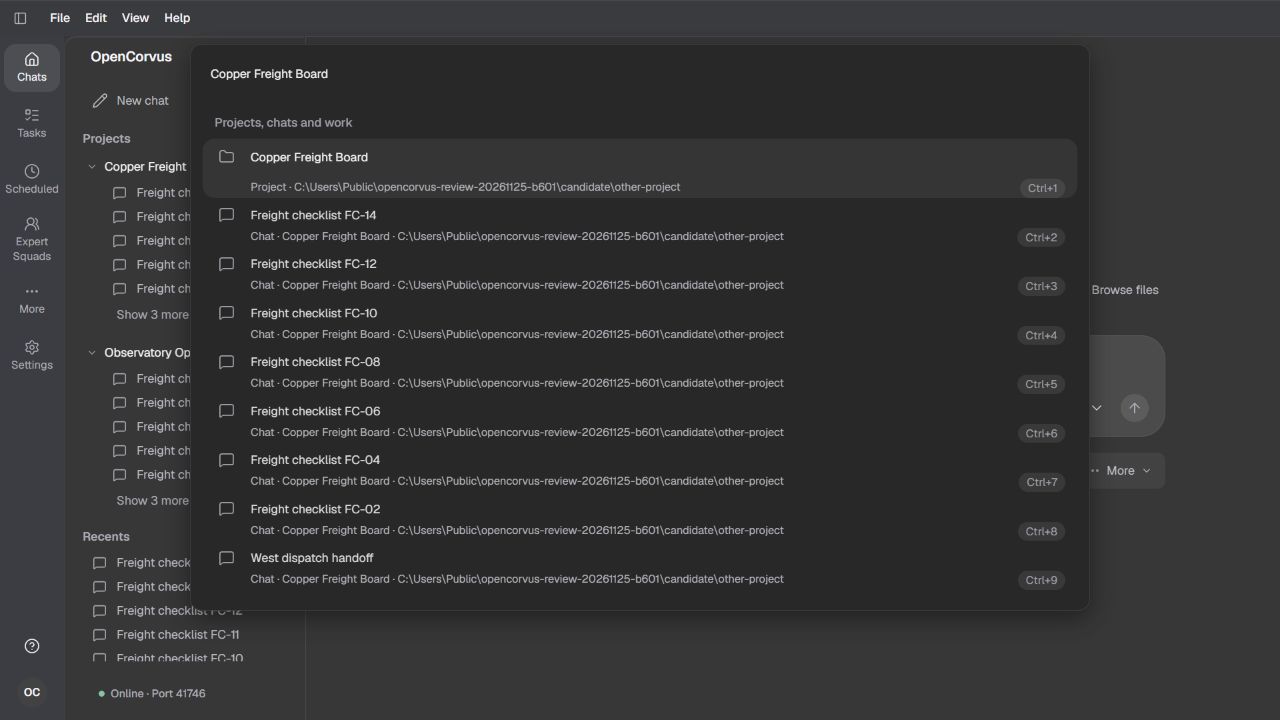 File Edit View Help
Chats
Tasks
Scheduled
Expert
Squads
More
Settings
OC
OpenCorvus
New chat
Projects
Copper Freight
Freight ch
Freight ch
Freight ch
Freight ch
Freight ch
Show 3 more
Observatory Op
Freight ch
Freight ch
Freight ch
Freight ch
Freight ch
Show 3 more
Recents
Freight check
Freight check
Freight checklist FC-12
Freight checklist FC-11
Freight checklist FC-10
Online · Port 41746
Copper Freight Board
Projects, chats and work
Copper Freight Board
Project · C:\Users\Public\opencorvus-review-20261125-b601\candidate\other-project Ctrl+1
Freight checklist FC-14
Chat · Copper Freight Board · C:\Users\Public\opencorvus-review-20261125-b601\candidate\other-project Ctrl+2
Freight checklist FC-12
Chat · Copper Freight Board · C:\Users\Public\opencorvus-review-20261125-b601\candidate\other-project Ctrl+3
Freight checklist FC-10
Chat · Copper Freight Board · C:\Users\Public\opencorvus-review-20261125-b601\candidate\other-project Ctrl+4
Freight checklist FC-08
Chat · Copper Freight Board · C:\Users\Public\opencorvus-review-20261125-b601\candidate\other-project Ctrl+5
Freight checklist FC-06
Chat · Copper Freight Board · C:\Users\Public\opencorvus-review-20261125-b601\candidate\other-project Ctrl+6
Freight checklist FC-04
Chat · Copper Freight Board · C:\Users\Public\opencorvus-review-20261125-b601\candidate\other-project Ctrl+7
Freight checklist FC-02
Chat · Copper Freight Board · C:\Users\Public\opencorvus-review-20261125-b601\candidate\other-project Ctrl+8
West dispatch handoff
Chat · Copper Freight Board · C:\Users\Public\opencorvus-review-20261125-b601\candidate\other-project Ctrl+9
Browse files
More